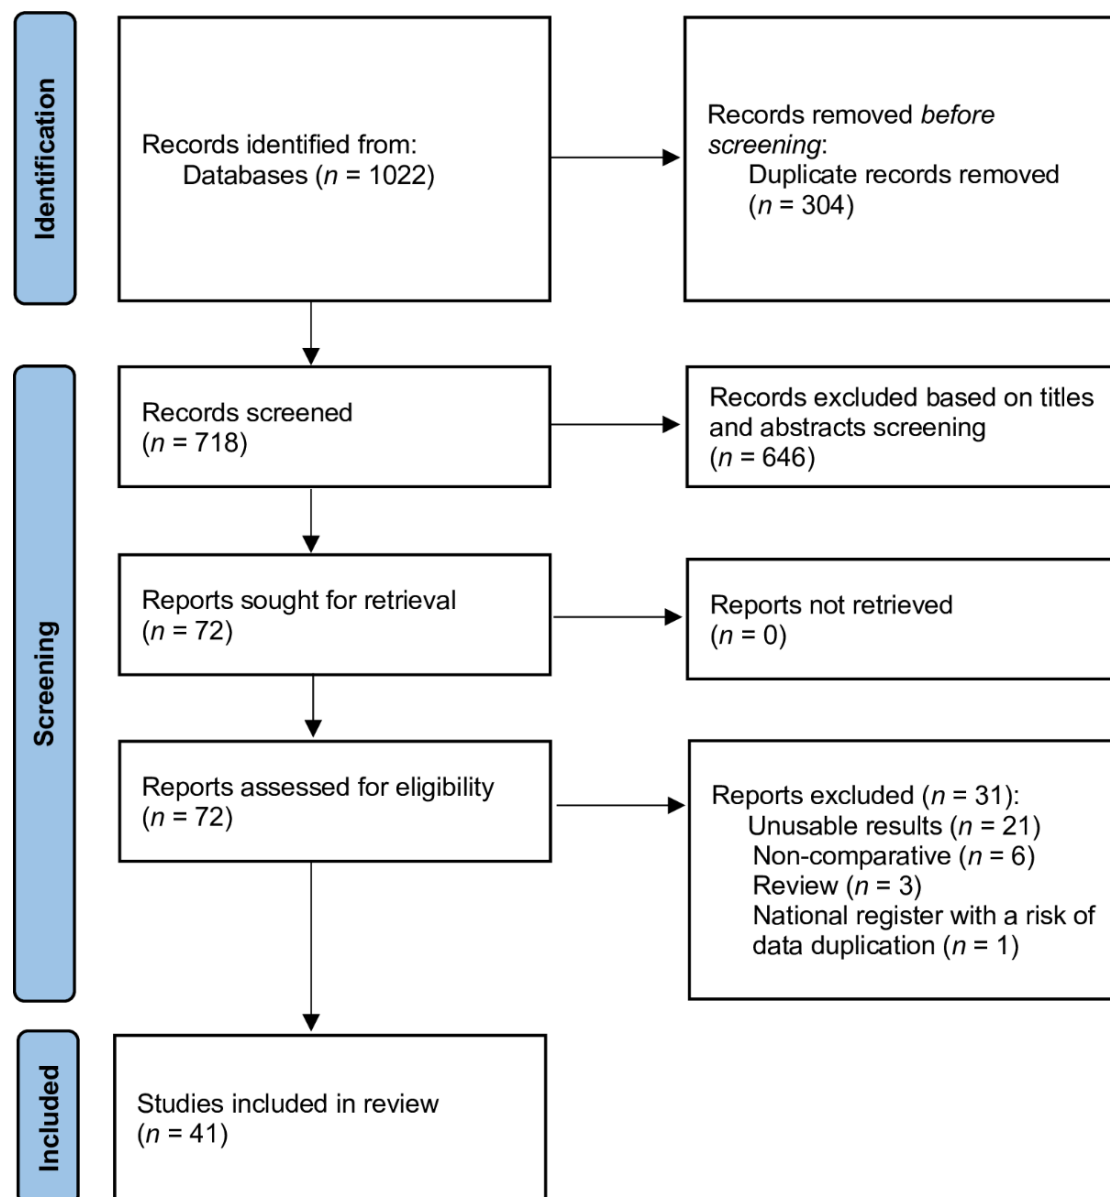 Identification
Records identified from:
Databases (n = 1022)
Records removed before
screening:
Duplicate records removed
(n = 304)
Screening
Records screened
(n = 718)
Records excluded based on titles
and abstracts screening
(n = 646)
Reports sought for retrieval
(n = 72)
Reports not retrieved
(n = 0)
Reports assessed for eligibility
(n = 72)
Reports excluded (n = 31):
Unusable results (n = 21)
Non-comparative (n = 6)
Review (n = 3)
National register with a risk of
data duplication (n = 1)
Included
Studies included in review
(n = 41)